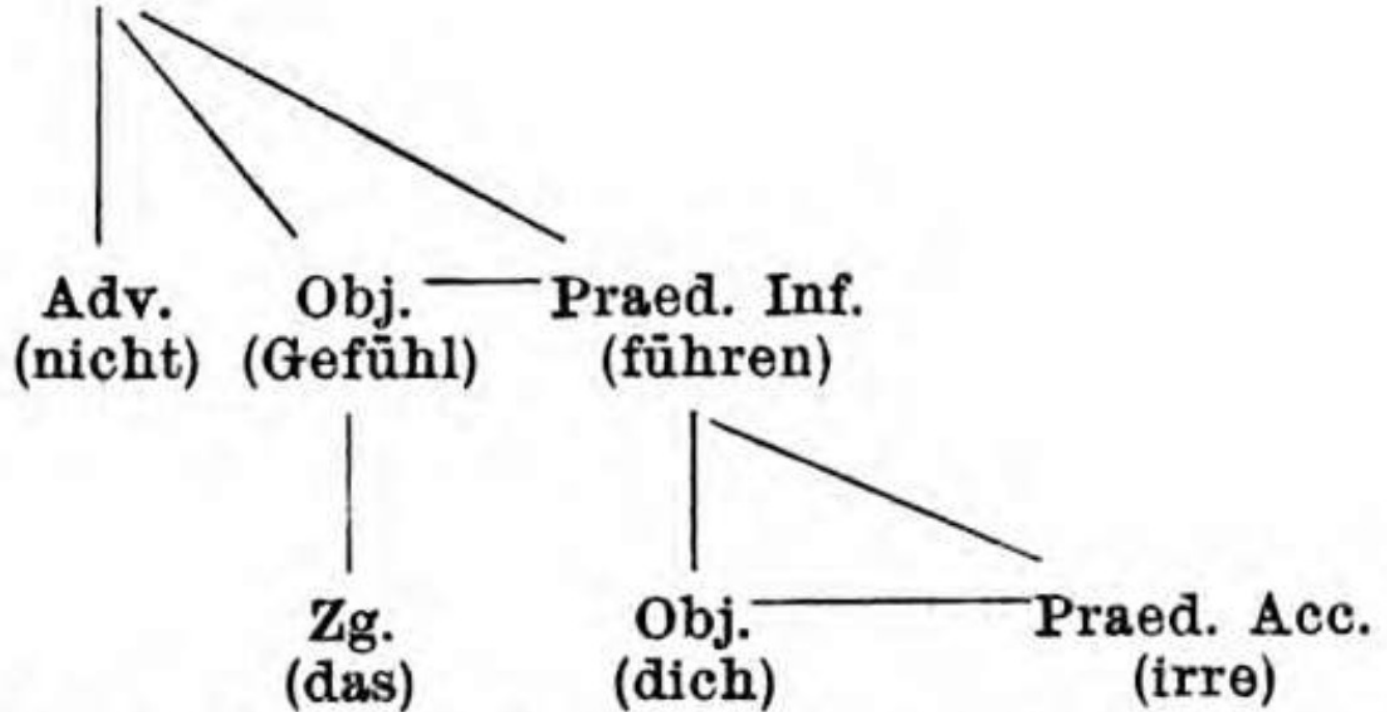 Adv. Obj. Praed. Inf.
(nicht) (Gefühl) (führen)
Zg. Obj. Praed. Acc.
(das) (dich) (irre)